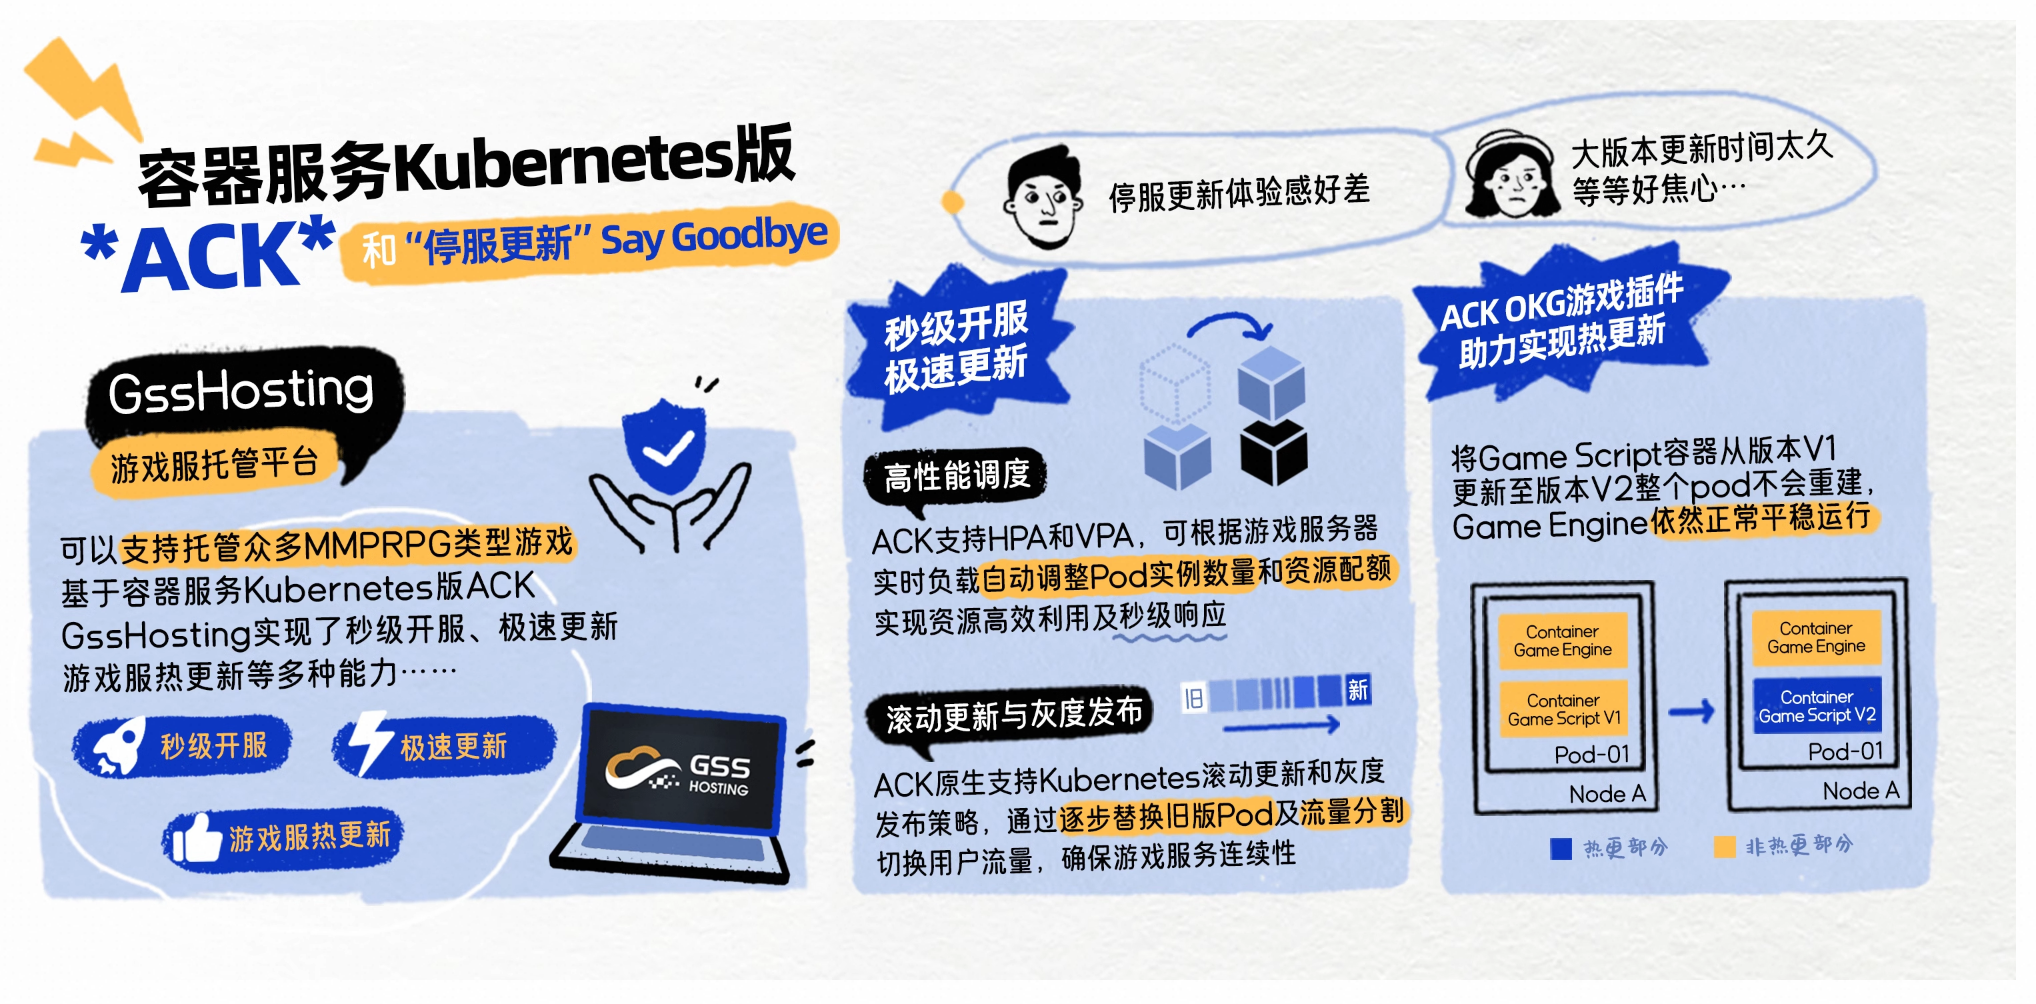 容器服务Kubernetes版
*ACK*
和 “停服更新” Say Goodbye
停服更新体验感好差
大版本更新时间太久
等等好焦心…
GssHosting
游戏服托管平台
可以支持托管众多MMPRPG类型游戏
基于容器服务Kubernetes版ACK
GssHosting实现了秒级开服、极速更新
游戏服热更新等多种能力……
秒级开服
极速更新
游戏服热更新
GSS
HOSTING
秒级开服
极速更新
高性能调度
ACK支持HPA和VPA，可根据游戏服务器
实时负载自动调整Pod实例数量和资源配额
实现资源高效利用及秒级响应
滚动更新与灰度发布
旧
新
ACK原生支持Kubernetes滚动更新和灰度
发布策略，通过逐步替换旧版Pod及流量分割
切换用户流量，确保游戏服务连续性
ACK OKG游戏插件
助力实现热更新
将Game Script容器从版本V1
更新至版本V2整个pod不会重建，
Game Engine依然正常平稳运行
Container
Game Engine
Container
Game Script V1
Pod-01
Node A
Container
Game Engine
Container
Game Script V2
Pod-01
Node A
热更部分
非热更部分